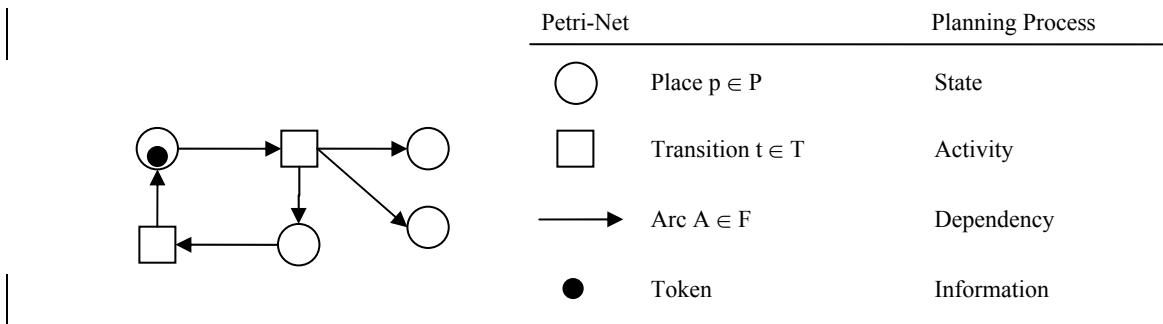 Petri-Net Planning Process
Place p ∈ P State
Transition t ∈ T Activity
Arc A ∈ F Dependency
Token Information